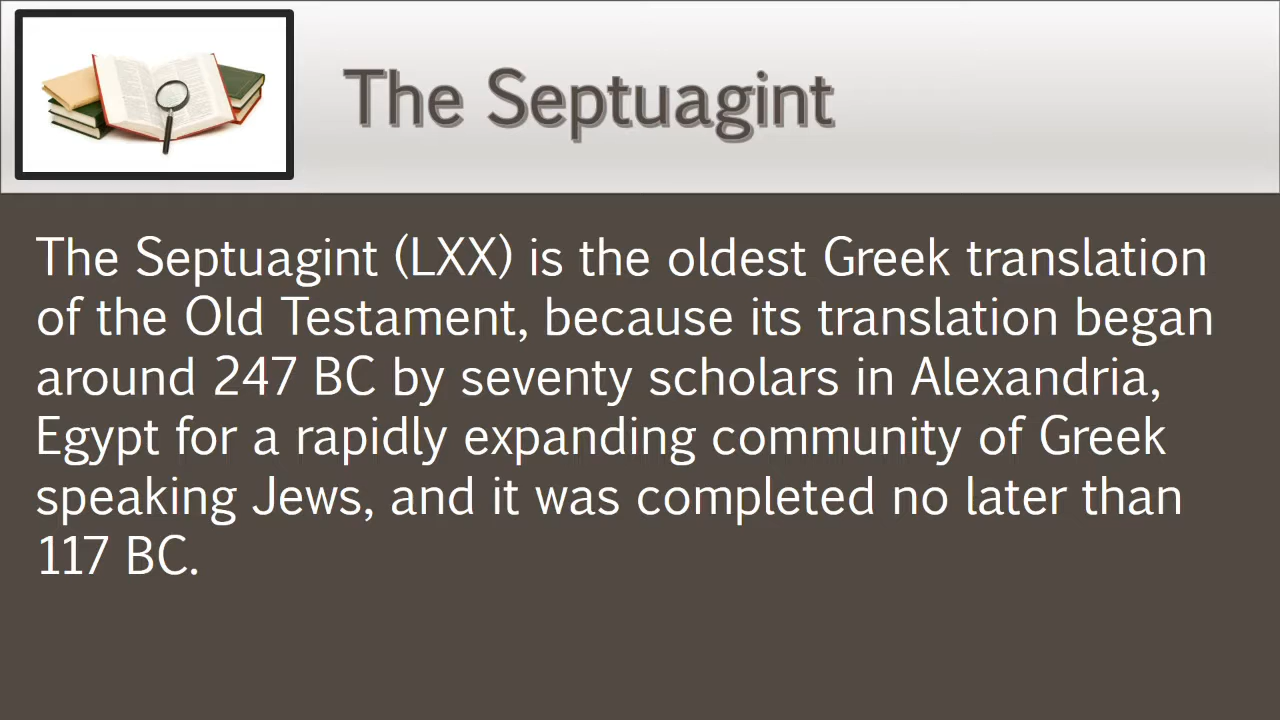 The Septuagint
The Septuagint (LXX) is the oldest Greek translation
of the Old Testament, because its translation began
around 247 BC by seventy scholars in Alexandria,
Egypt for a rapidly expanding community of Greek
speaking Jews, and it was completed no later than
117 BC.